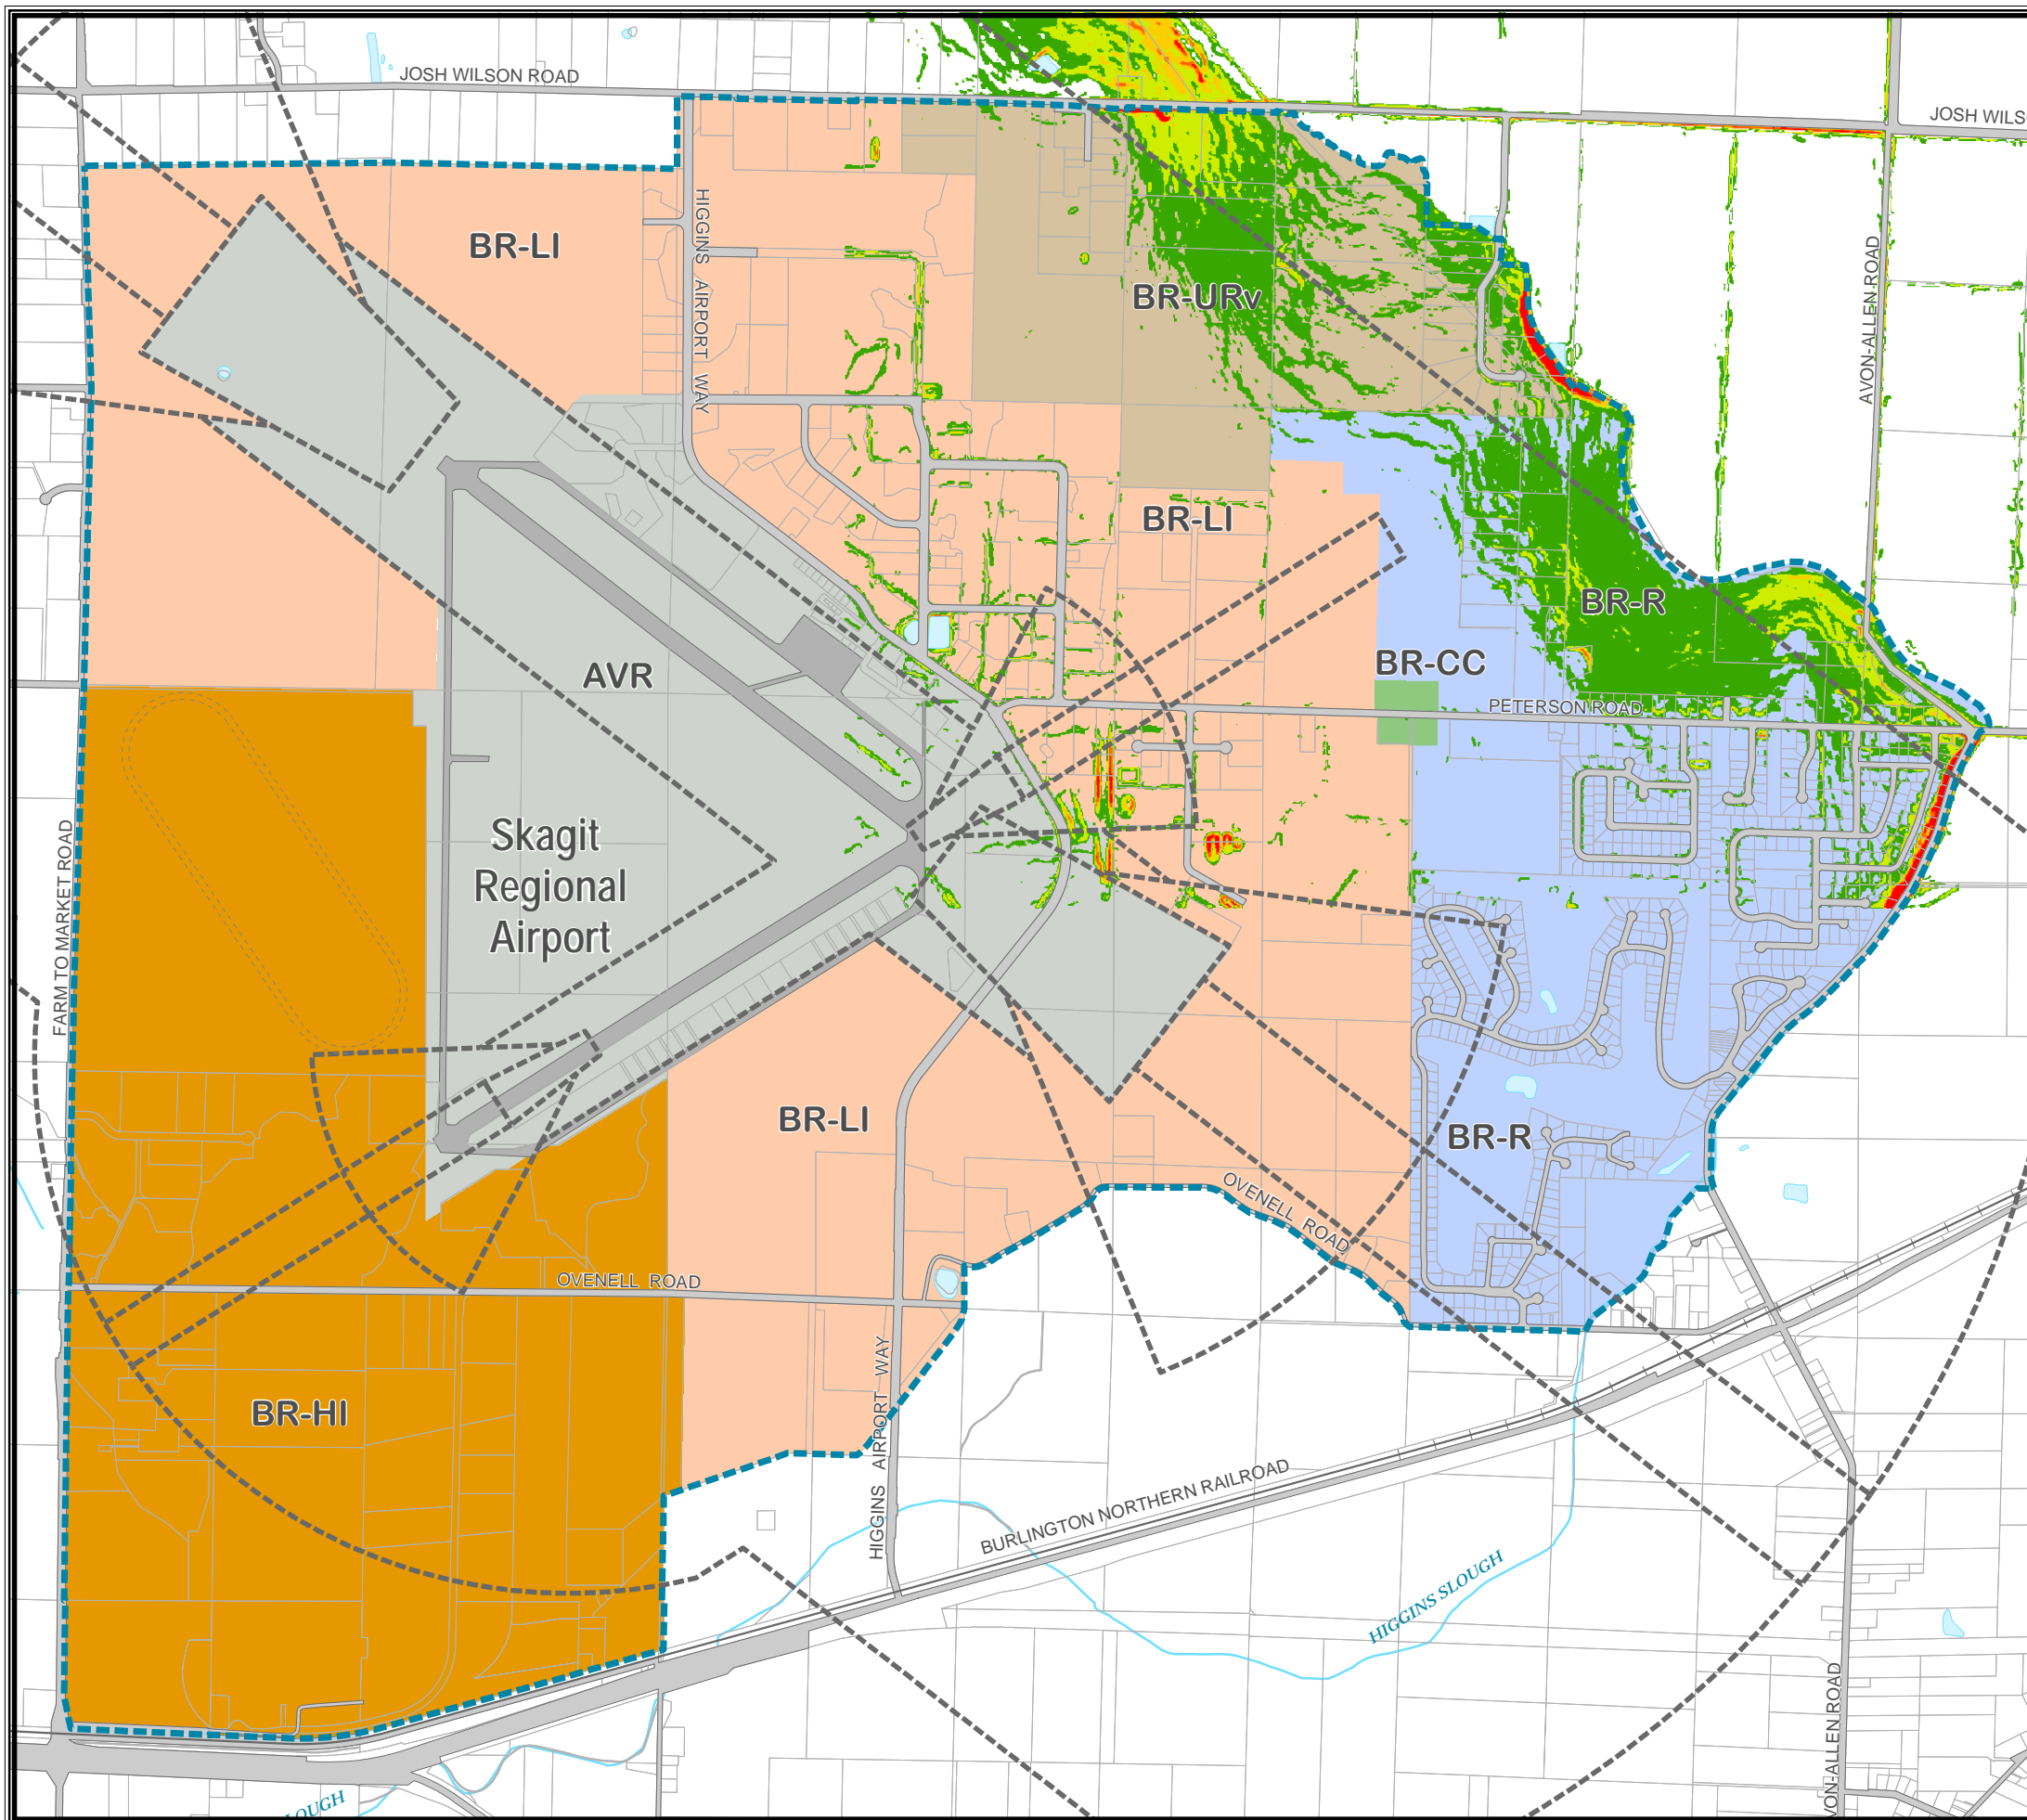 JOSH WILSON ROAD
JOSH WILS
HIGGINS AIRPORT WAY
BR-LI
BR-URv
AVON-ALLEN ROAD
BR-LI
BR-R
BR-CC
AVR
PETERSON ROAD
Skagit
Regional
Airport
FARM TO MARKET ROAD
BR-LI
BR-R
OVENELL ROAD
OVENELL ROAD
BR-HI
HIGGINS AIRPORT WAY
BURLINGTON NORTHERN RAILROAD
HIGGINS SLOUGH
VON-ALLEN ROAD
LOUGH